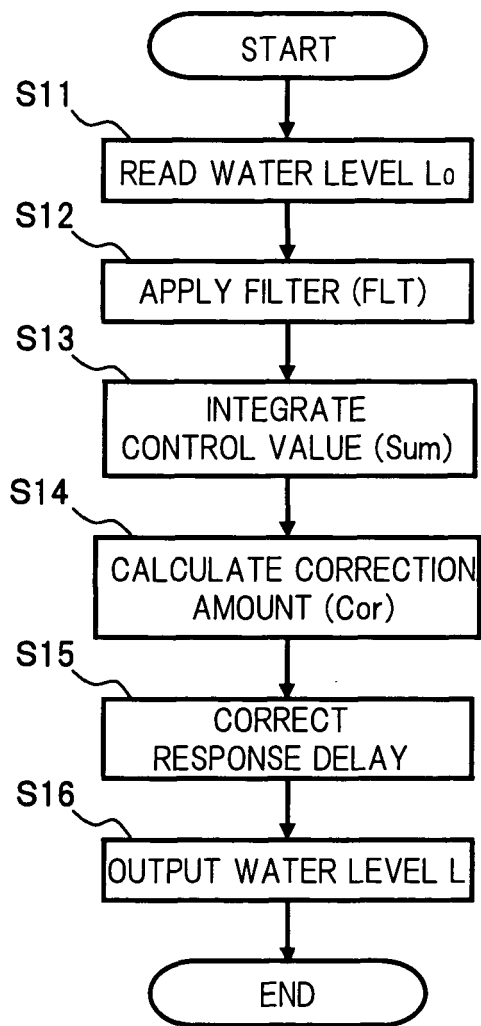 START
S11
READ WATER LEVEL L0
S12
APPLY FILTER (FLT)
S13
INTEGRATE
CONTROL VALUE (Sum)
S14
CALCULATE CORRECTION
AMOUNT (Cor)
S15
CORRECT
RESPONSE DELAY
S16
OUTPUT WATER LEVEL L
END